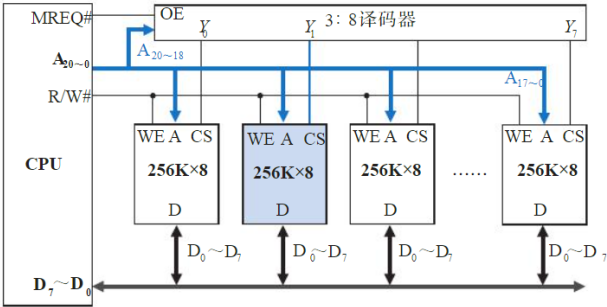 MREQ#
OE
3: 8译码器
Y0
Y1
Y7
A20~18
A20~0
A17~0
R/W#
WE A CS
WE A CS
WE A CS
WE A CS
CPU
256K×8
256K×8
256K×8
……
256K×8
D
D
D
D
D0～D7
D0～D7
D0～D7
D0～D7
D7～D0